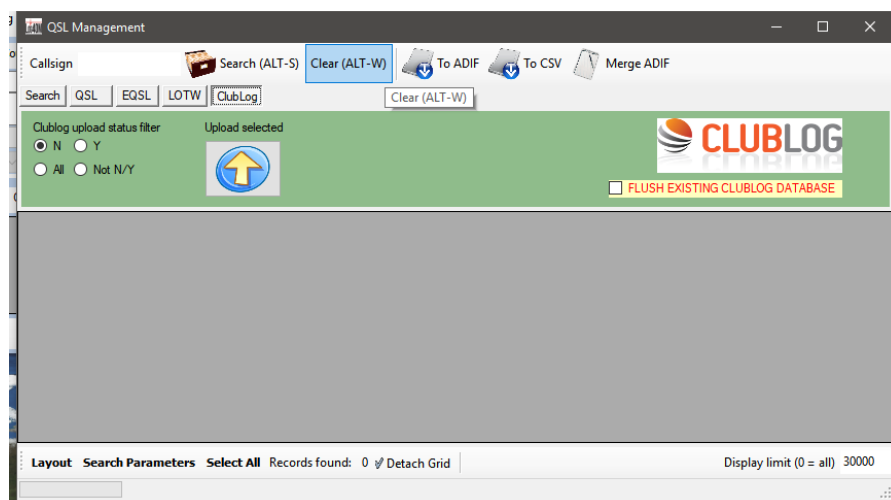 QSL Management
Callsign Search (ALT-S) Clear (ALT-W) To ADIF To CSV Merge ADIF
Search QSL EQSL LOTW ClubLog Clear (ALT-W)
Clublog upload status filter Upload selected
N Y
All Not N/Y
CLUBLOG
FLUSH EXISTING CLUBLOG DATABASE
Layout Search Parameters Select All Records found: 0 Detach Grid Display limit (0 = all) 30000